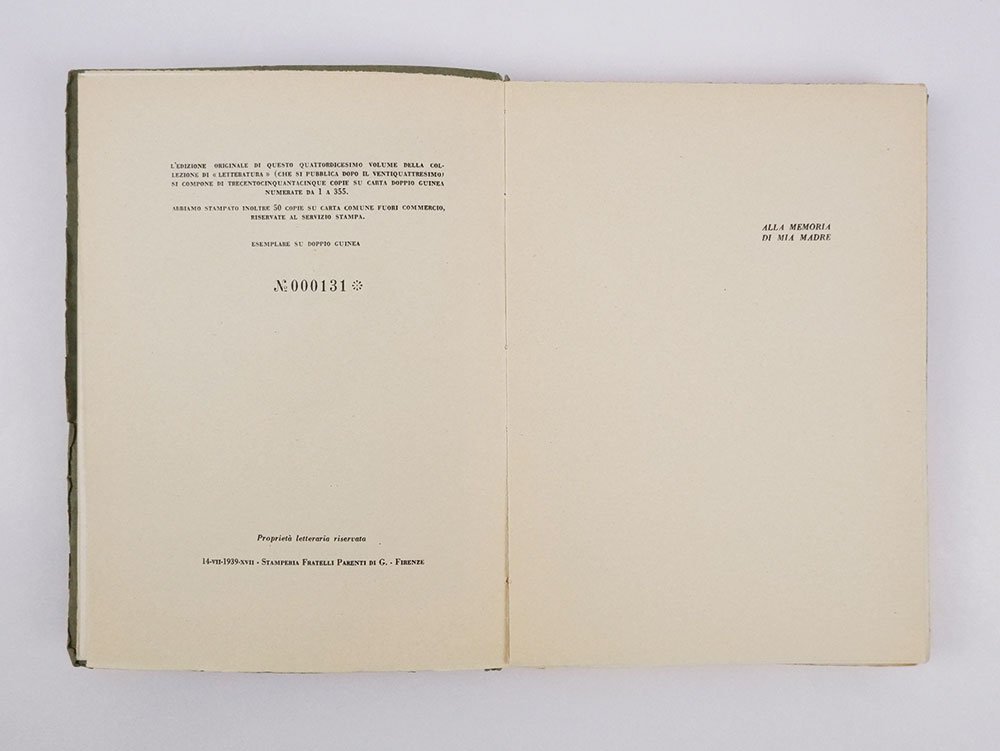 L'EDIZIONE ORIGINALE DI QUESTO QUATTORDICESIMO VOLUME DELLA COL-
LEZIONE DI « LETTERATURA » (CHE SI PUBBLICA DOPO IL VENTIQUATTRESIMO)
SI COMPONE DI TRECENTOCINQUANTACINQUE COPIE SU CARTA DOPPIO GUINEA
NUMERATE DA 1 A 355.
ABBIAMO STAMPATO INOLTRE 50 COPIE SU CARTA COMUNE FUORI COMMERCIO,
RISERVATE AL SERVIZIO STAMPA.
ESEMPLARE SU DOPPIO GUINEA
№ 000131 ※
Proprietà letteraria riservata
14-VII-1939-XVII - STAMPERIA FRATELLI PARENTI DI G. - FIRENZE
ALLA MEMORIA
DI MIA MADRE